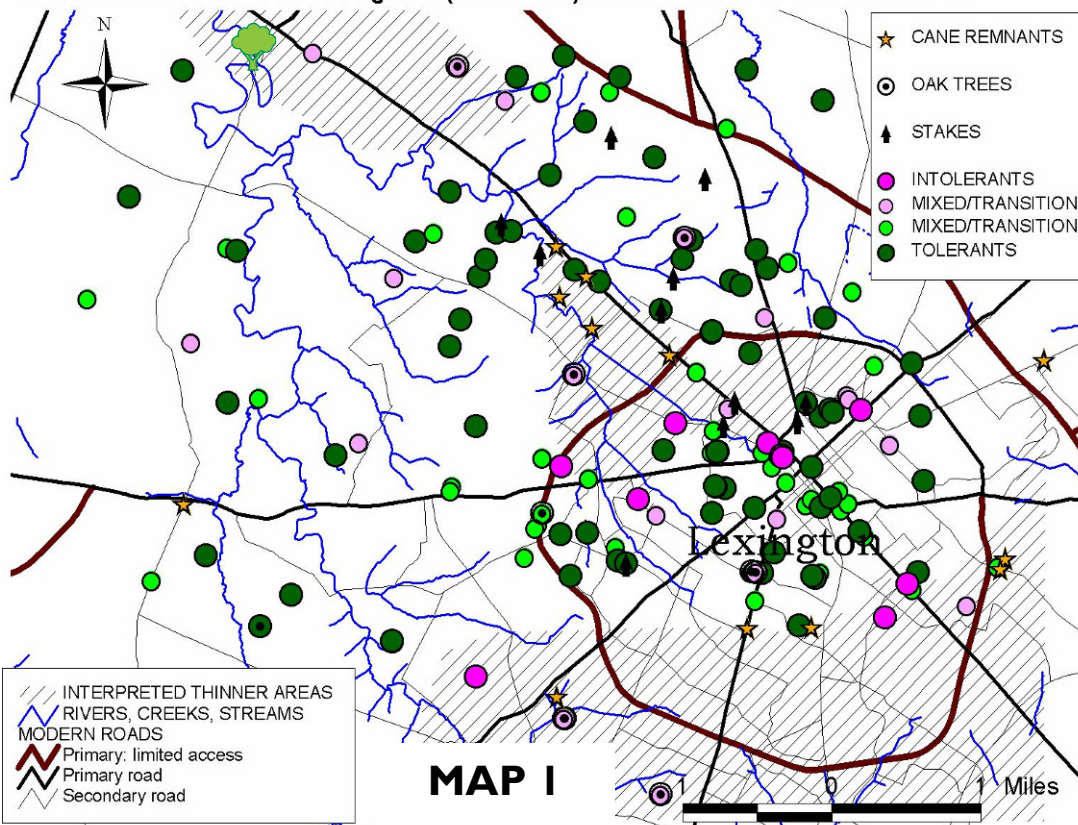 N
CANE REMNANTS
OAK TREES
STAKES
INTOLERANTS
MIXED/TRANSITION
MIXED/TRANSITION
TOLERANTS
Lexington
INTERPRETED THINNER AREAS
RIVERS, CREEKS, STREAMS
MODERN ROADS
Primary: limited access
Primary road
Secondary road
MAP I
1 0 1 Miles